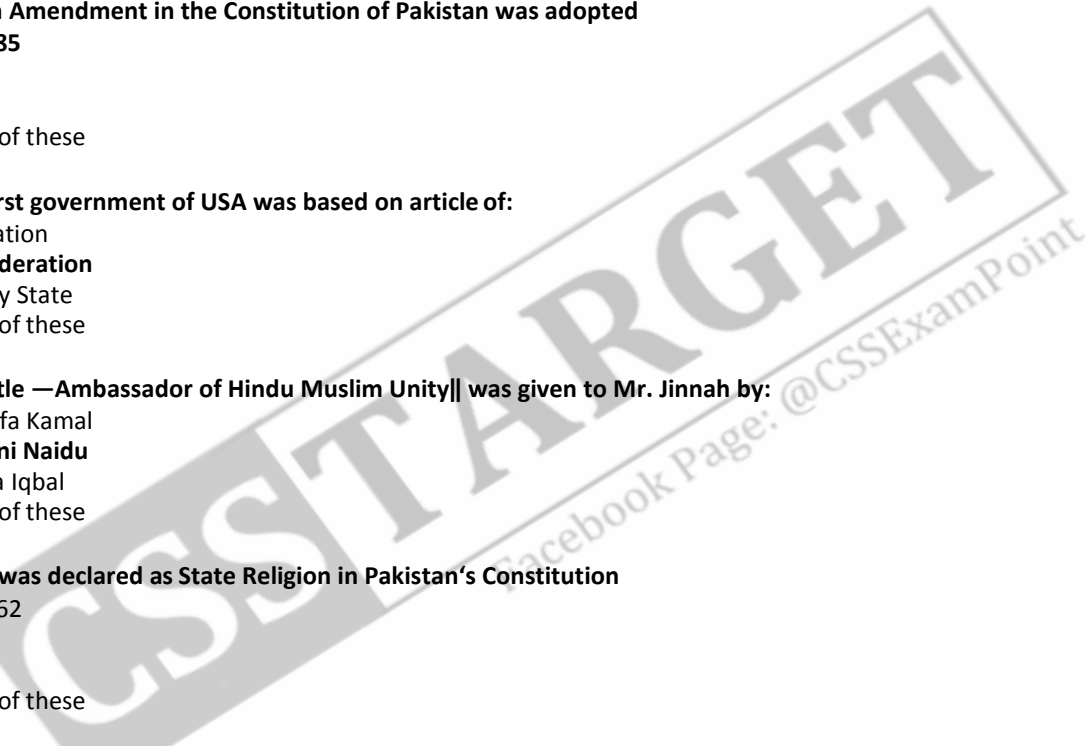 Amendment in the Constitution of Pakistan was adopted
85
of these
rst government of USA was based on article of:
ation
deration
y State
of these
tle —Ambassador of Hindu Muslim Unity‖ was given to Mr. Jinnah by:
fa Kamal
ni Naidu
a Iqbal
of these
was declared as State Religion in Pakistan‘s Constitution
62
of these
CSSTARGET
Facebook Page: @CSSExamPoint